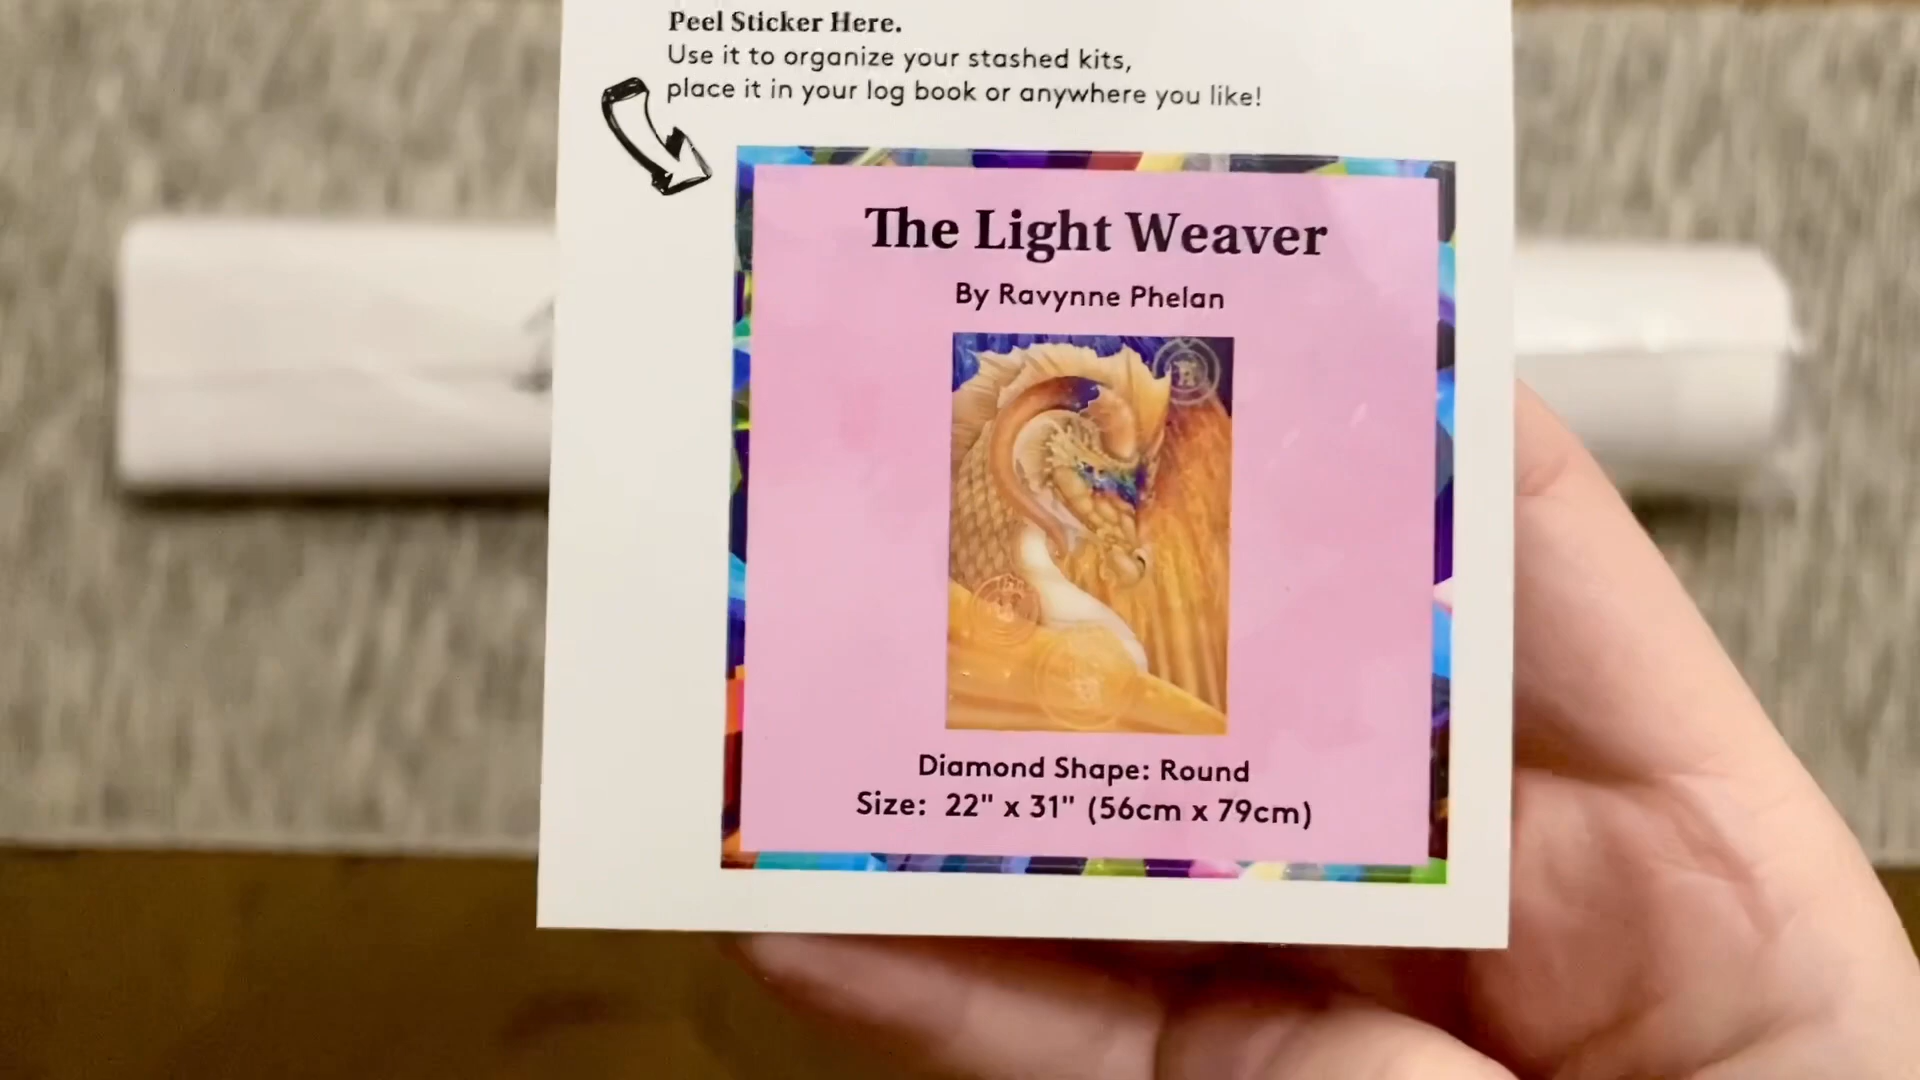 Peel Sticker Here.
Use it to organize your stashed kits,
place it in your log book or anywhere you like!
The Light Weaver
By Ravynne Phelan
Diamond Shape: Round
Size: 22" x 31" (56cm x 79cm)